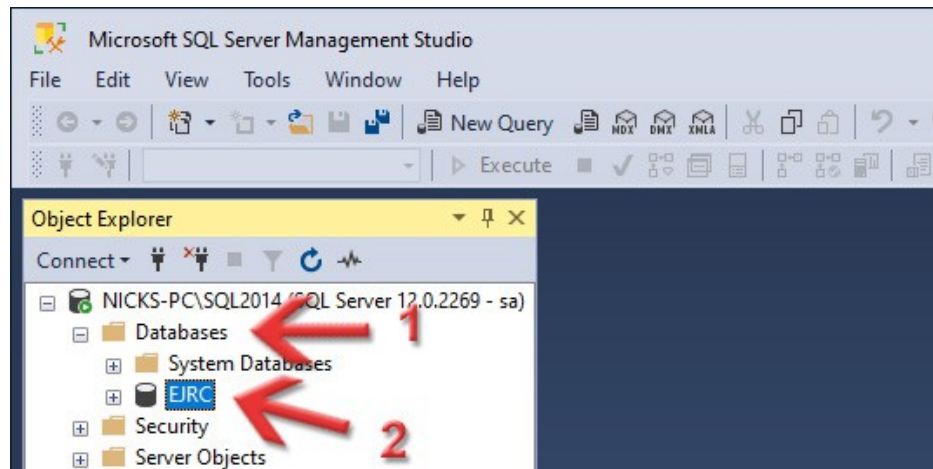 Microsoft SQL Server Management Studio
File Edit View Tools Window Help
New Query MDX DMX XMLA
Execute
Object Explorer
Connect
NICKS-PC\SQL2014 (SQL Server 12.0.2269 - sa)
Databases 1
System Databases
EJRC
Security 2
Server Objects